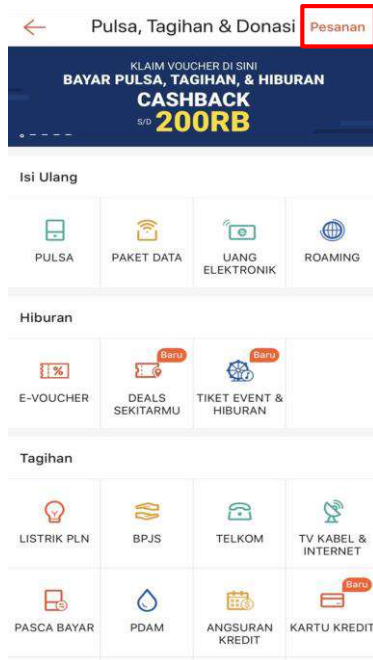 Pulsa, Tagihan & Donasi Pesanan
KLAIM VOUCHER DI SINI
BAYAR PULSA, TAGIHAN, & HIBURAN
CASHBACK
S/D 200RB
Isi Ulang
PULSA
PAKET DATA
UANG
ELEKTRONIK
ROAMING
Hiburan
%
E-VOUCHER
Baru
DEALS
SEKITARMU
Baru
TIKET EVENT &
HIBURAN
Tagihan
LISTRIK PLN
BPJS
TELKOM
TV KABEL &
INTERNET
PASCA BAYAR
PDAM
ANGSURAN
KREDIT
Baru
KARTU KREDIT